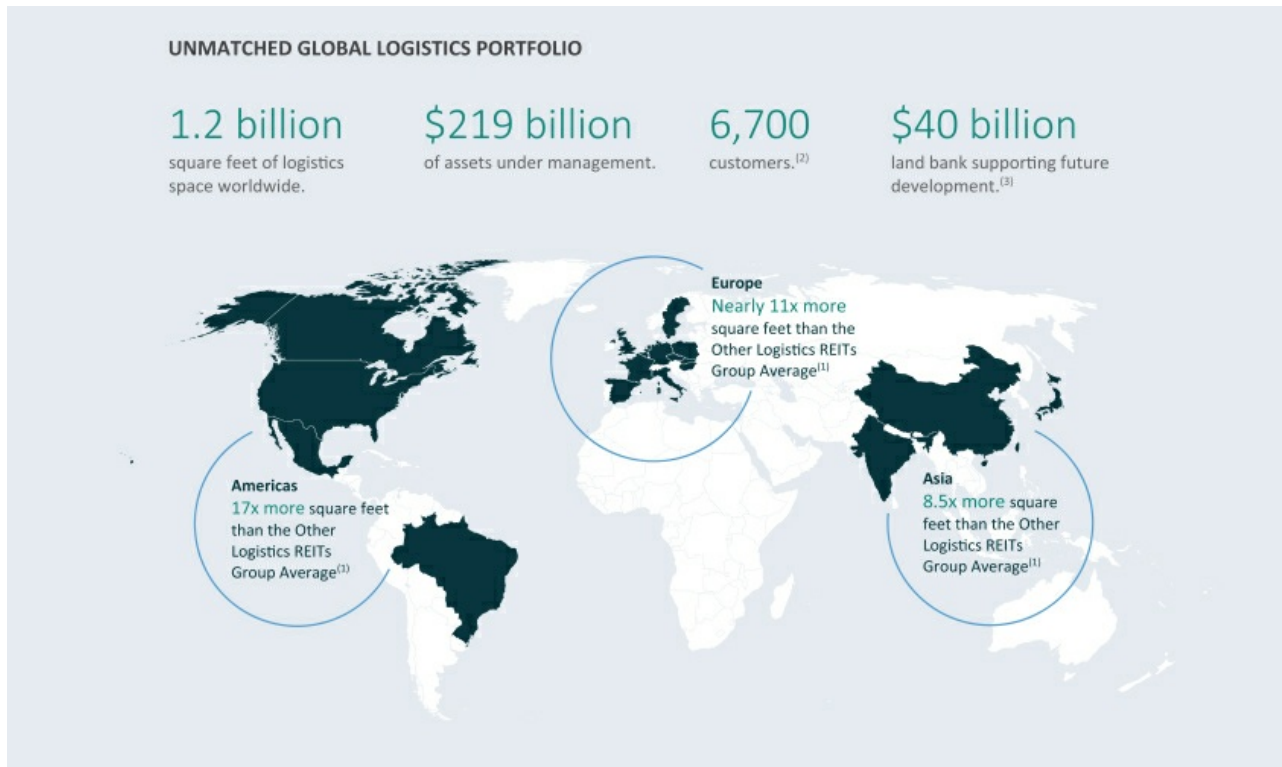 UNMATCHED GLOBAL LOGISTICS PORTFOLIO
1.2 billion
square feet of logistics
space worldwide.
$219 billion
of assets under management.
6,700
customers.(2)
$40 billion
land bank supporting future
development.(3)
Europe
Nearly 11x more
square feet than the
Other Logistics REITs
Group Average(1)
Americas
17x more square feet
than the Other
Logistics REITs
Group Average(1)
Asia
8.5x more square
feet than the Other
Logistics REITs
Group Average(1)